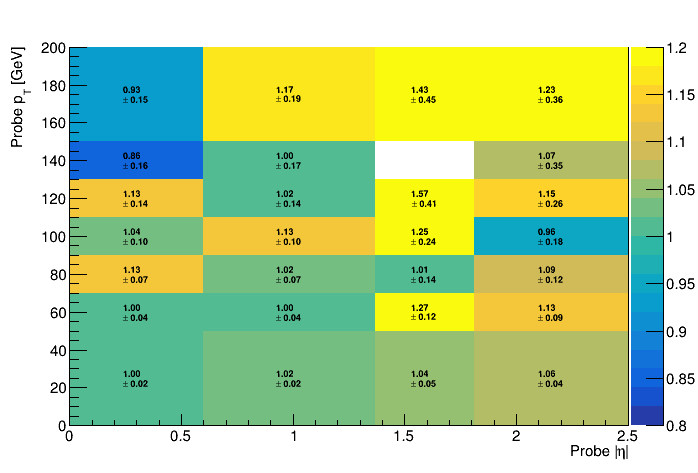 Probe p_T [GeV]
200
180
160
140
120
100
80
60
40
20
0
0.93 1.17 1.43 1.23
± 0.15 ± 0.19 ± 0.45 ± 0.36
0.86 1.00 1.07
± 0.16 ± 0.17 ± 0.35
1.13 1.02 1.57 1.15
± 0.14 ± 0.14 ± 0.41 ± 0.26
1.04 1.13 1.25 0.96
± 0.10 ± 0.10 ± 0.24 ± 0.18
1.13 1.02 1.01 1.09
± 0.07 ± 0.07 ± 0.14 ± 0.12
1.00 1.00 1.27 1.13
± 0.04 ± 0.04 ± 0.12 ± 0.09
1.00 1.02 1.04 1.06
± 0.02 ± 0.02 ± 0.05 ± 0.04
0 0.5 1 1.5 2 2.5
Probe |η|
1.2
1.15
1.1
1.05
1
0.95
0.9
0.85
0.8